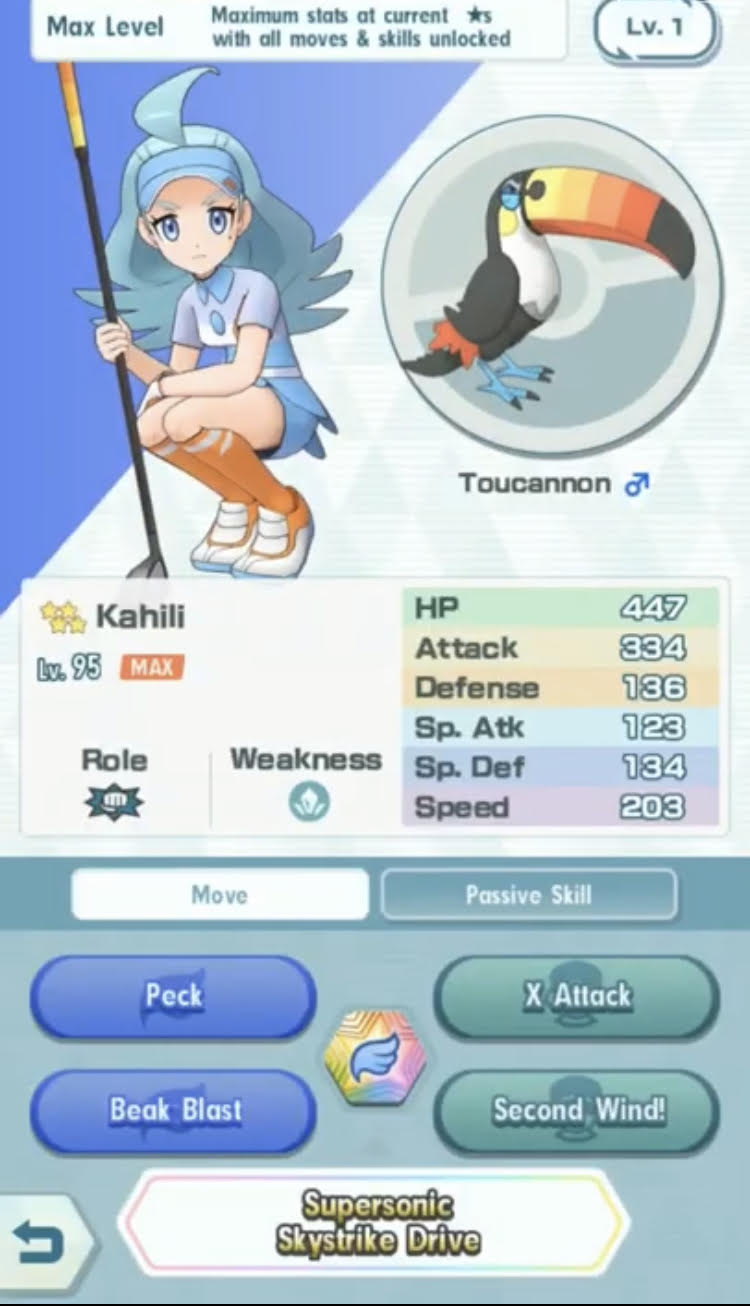 Max Level
Maximum stats at current ★s
with all moves & skills unlocked
Lv. 1
Toucannon ♂
Kahili
Lv. 95 MAX
Role
Weakness
HP 447
Attack 334
Defense 136
Sp. Atk 123
Sp. Def 134
Speed 203
Move
Passive Skill
Peck
X Attack
Beak Blast
Second Wind!
Supersonic
Skystrike Drive